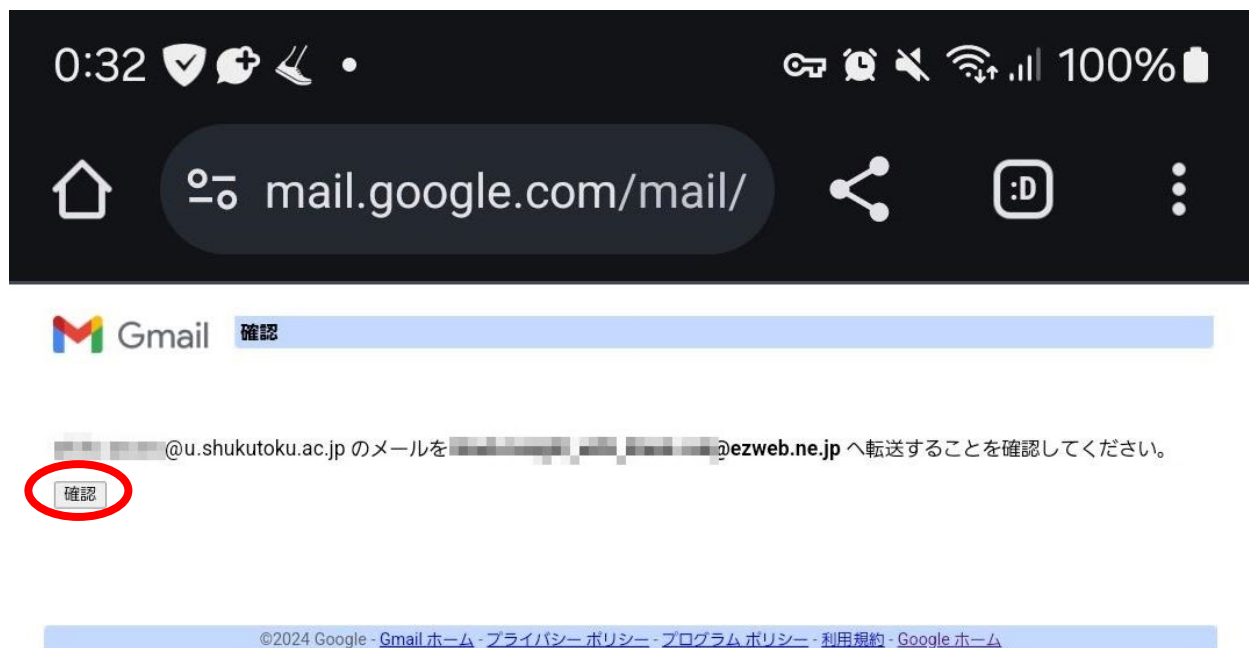 0:32
100%
mail.google.com/mail/
:D
Gmail 確認
@u.shukutoku.ac.jp のメールを @ezweb.ne.jp へ転送することを確認してください。
確認
©2024 Google - Gmail ホーム - プライバシー ポリシー - プログラム ポリシー - 利用規約 - Google ホーム